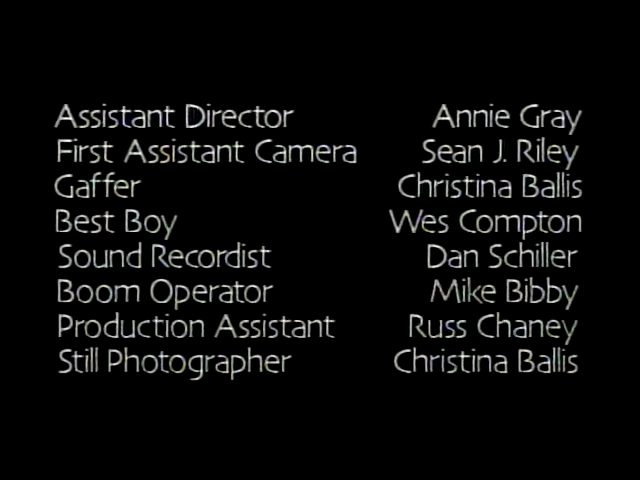 Assistant Director Annie Gray
First Assistant Camera Sean J. Riley
Gaffer Christina Ballis
Best Boy Wes Compton
Sound Recordist Dan Schiller
Boom Operator Mike Bibby
Production Assistant Russ Chaney
Still Photographer Christina Ballis